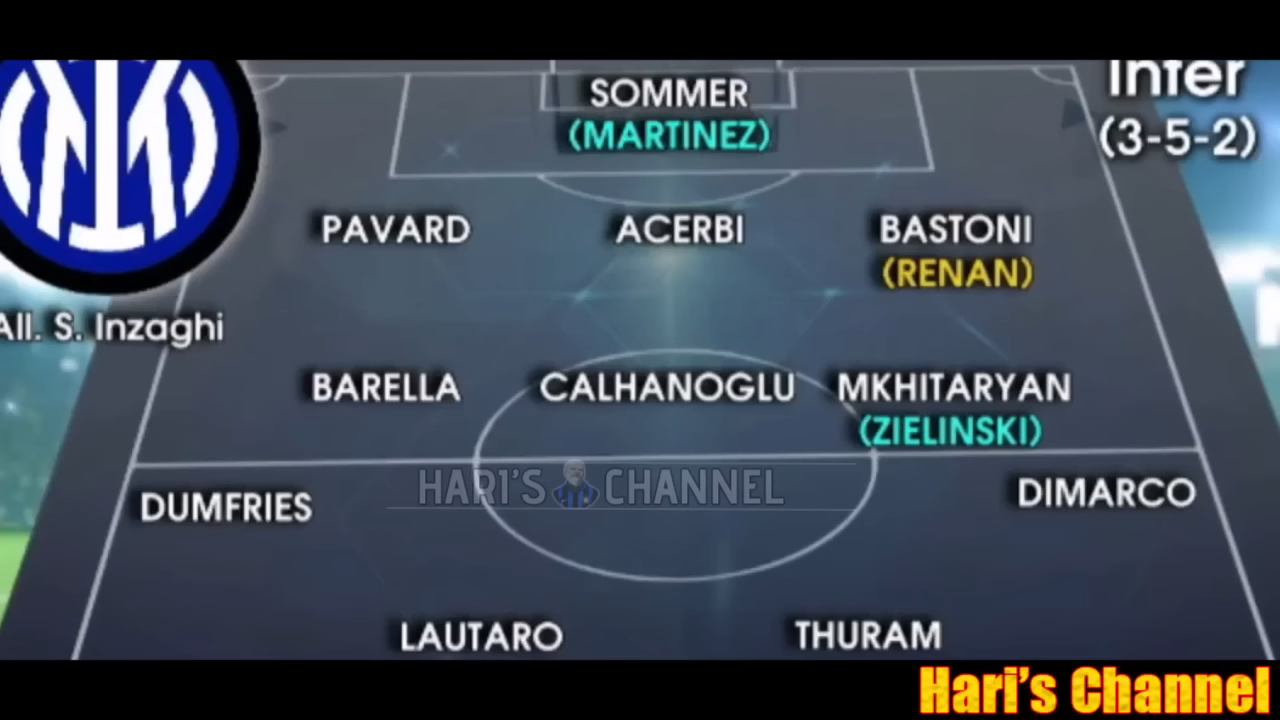 SOMMER
(MARTINEZ)
Inter
(3-5-2)
PAVARD ACERBI BASTONI
(RENAN)
All. S. Inzaghi
BARELLA CALHANOGLU MKHITARYAN
(ZIELINSKI)
HARI'S CHANNEL
DUMFRIES DIMARCO
LAUTARO THURAM
Hari's Channel